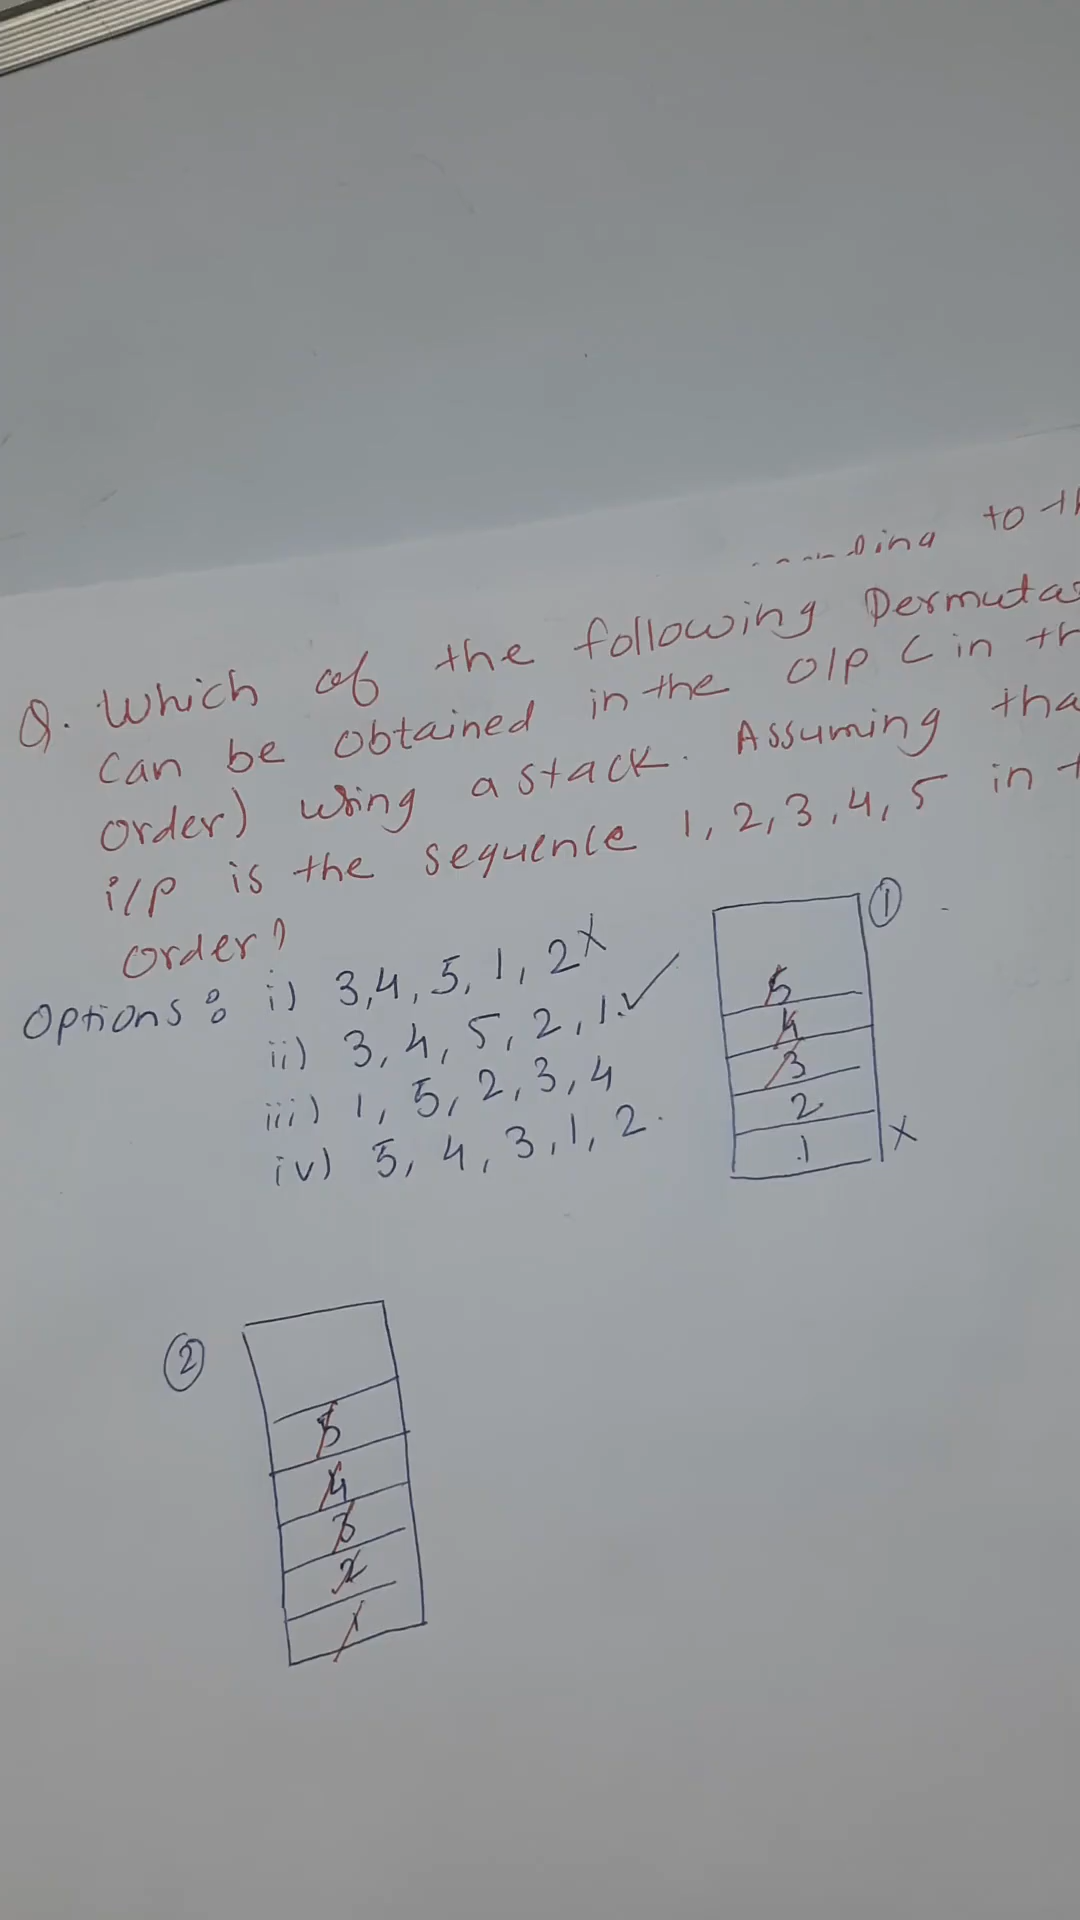 to th
Q. Which of the following Permutat
can be obtained in the o/p (in th
order) using a stack. Assuming tha
i/p is the sequence 1, 2, 3, 4, 5 in t
order?
Options : i) 3, 4, 5, 1, 2 X
ii) 3, 4, 5, 2, 1. ✓
iii) 1, 5, 2, 3, 4
iv) 5, 4, 3, 1, 2.
1
5
4
3
2
1 X
2
5
4
3
2
1